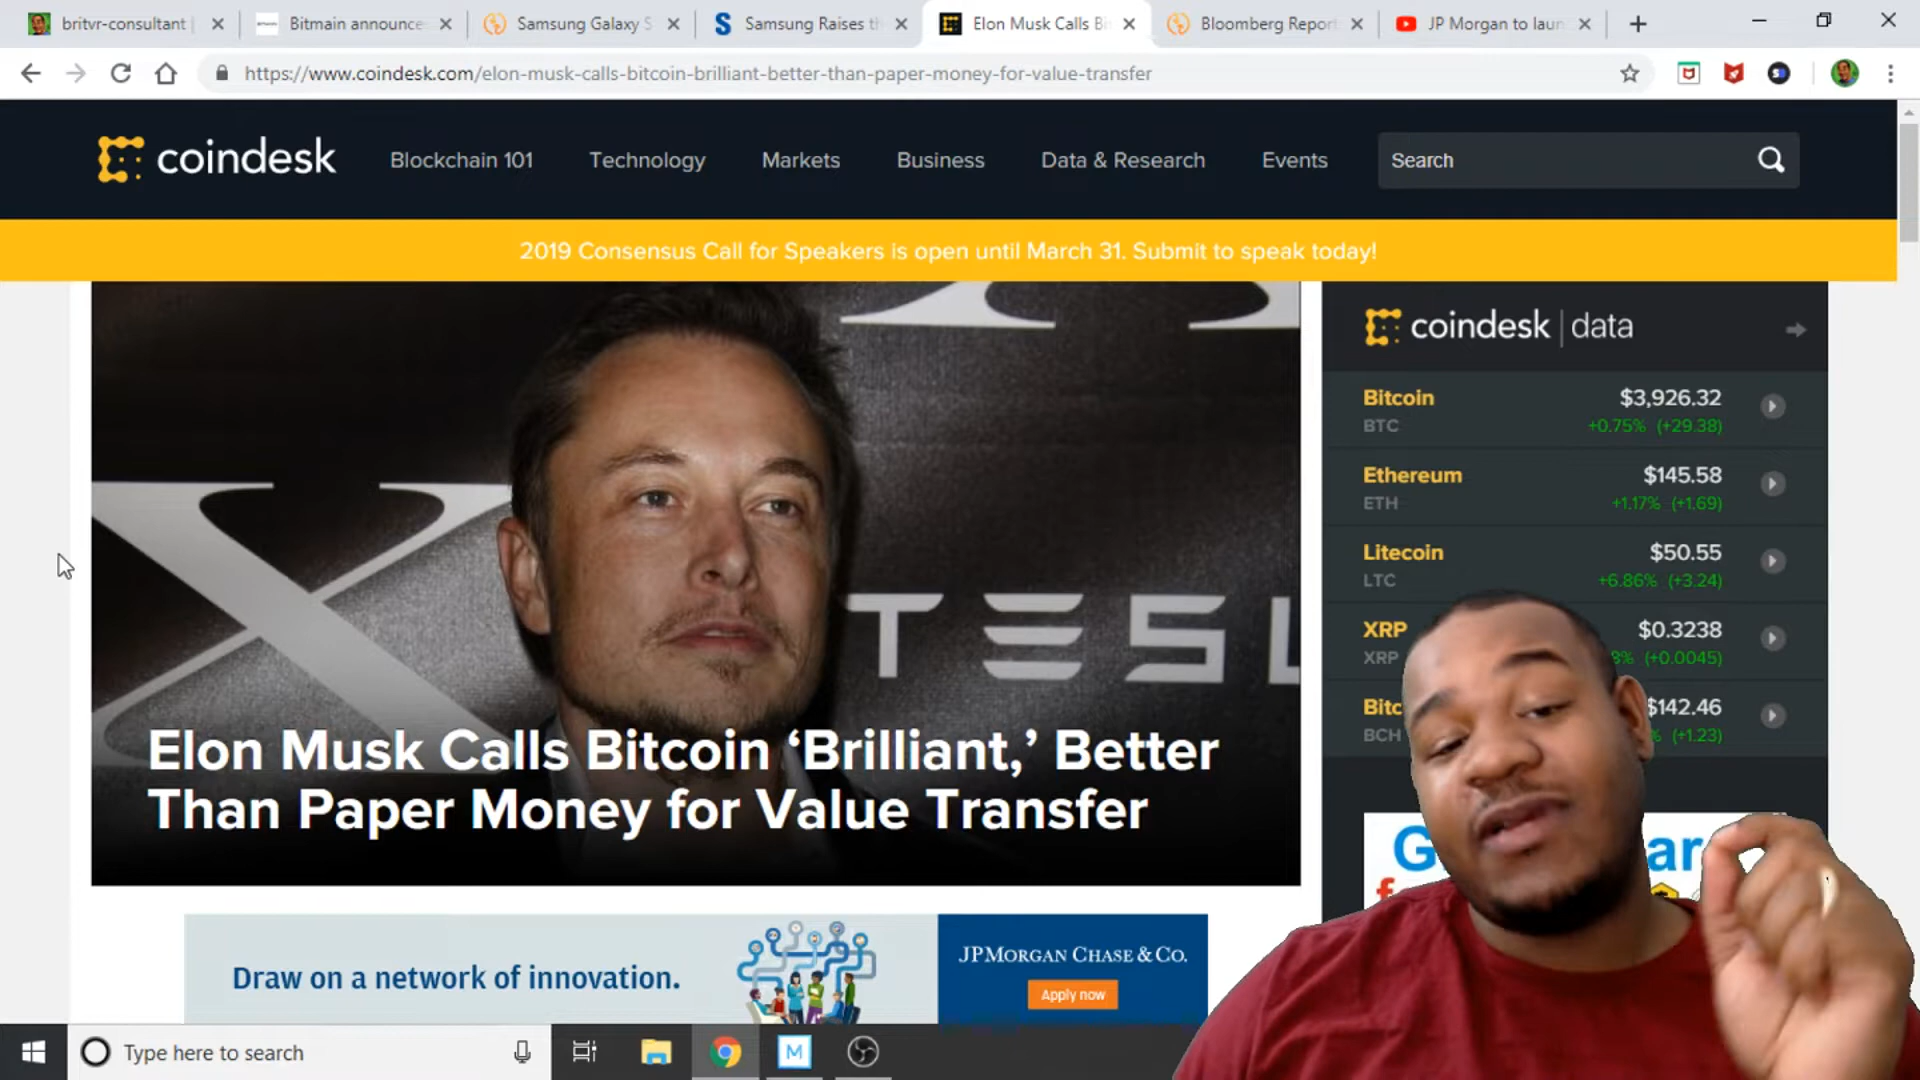 britvr-consultant
Bitmain announce
Samsung Galaxy S
Samsung Raises th
Elon Musk Calls Bi
Bloomberg Report
JP Morgan to laun
https://www.coindesk.com/elon-musk-calls-bitcoin-brilliant-better-than-paper-money-for-value-transfer
coindesk
Blockchain 101
Technology
Markets
Business
Data & Research
Events
Search
2019 Consensus Call for Speakers is open until March 31. Submit to speak today!
X
TESL
Elon Musk Calls Bitcoin ‘Brilliant,’ Better
Than Paper Money for Value Transfer
coindesk | data
Bitcoin $3,926.32
BTC +0.75% (+29.38)
Ethereum $145.58
ETH +1.17% (+1.69)
Litecoin $50.55
LTC +6.86% (+3.24)
XRP $0.3238
XRP 8% (+0.0045)
Bitc $142.46
BCH % (+1.23)
G ar
f
Draw on a network of innovation.
JPMORGAN CHASE & CO.
Apply now
Type here to search
M